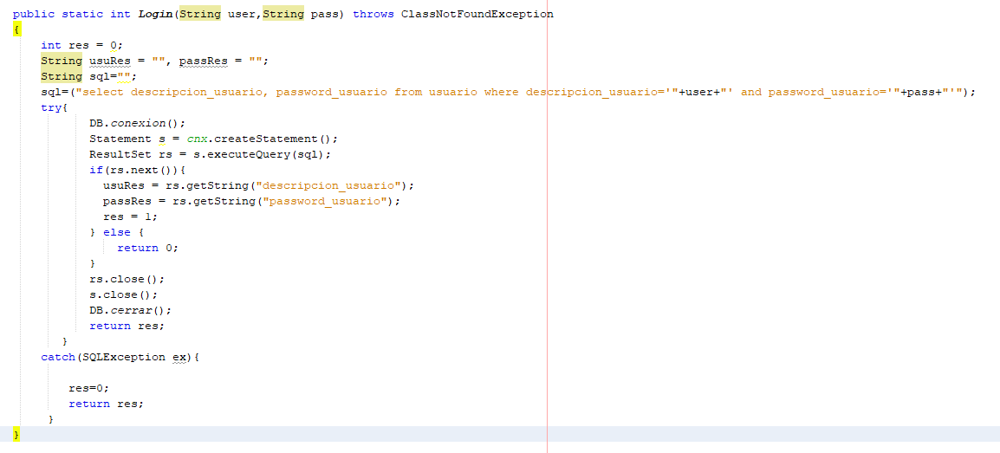 public static int Login(String user,String pass) throws ClassNotFoundException
{
int res = 0;
String usuRes = "", passRes = "";
String sql="";
sql=("select descripcion_usuario, password_usuario from usuario where descripcion_usuario='"+user+"' and password_usuario='"+pass+"'");
try{
DB.conexion();
Statement s = cnx.createStatement();
ResultSet rs = s.executeQuery(sql);
if(rs.next()){
usuRes = rs.getString("descripcion_usuario");
passRes = rs.getString("password_usuario");
res = 1;
} else {
return 0;
}
rs.close();
s.close();
DB.cerrar();
return res;
}
catch(SQLException ex){
res=0;
return res;
}
}